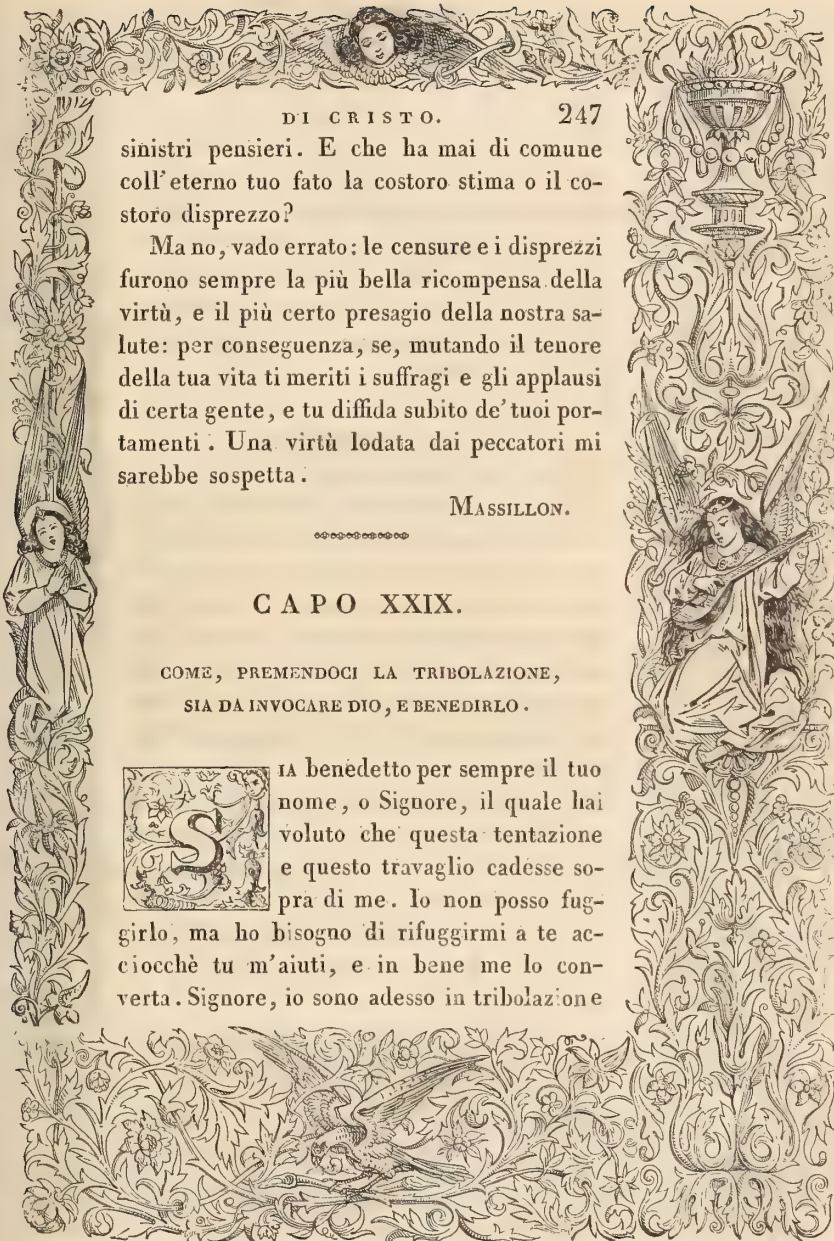 DI CRISTO. 247
sinistri pensieri. E che ha mai di comune
coll'eterno tuo fato la costoro stima o il co-
storo disprezzo?
Ma no, vado errato: le censure e i disprezzi
furono sempre la più bella ricompensa della
virtù, e il più certo presagio della nostra sa-
lute: per conseguenza, se, mutando il tenore
della tua vita ti meriti i suffragi e gli applausi
di certa gente, e tu diffida subito de' tuoi por-
tamenti. Una virtù lodata dai peccatori mi
sarebbe sospetta.
MASSILLON.
CAPO XXIX.
COME, PREMENDOCI LA TRIBOLAZIONE,
SIA DA INVOCARE DIO, E BENEDIRLO.
SIA benedetto per sempre il tuo
nome, o Signore, il quale hai
voluto che questa tentazione
e questo travaglio cadesse so-
pra di me. Io non posso fug-
girlo, ma ho bisogno di rifuggirmi a te ac-
ciocchè tu m'aiuti, e in bene me lo con-
verta. Signore, io sono adesso in tribolazione